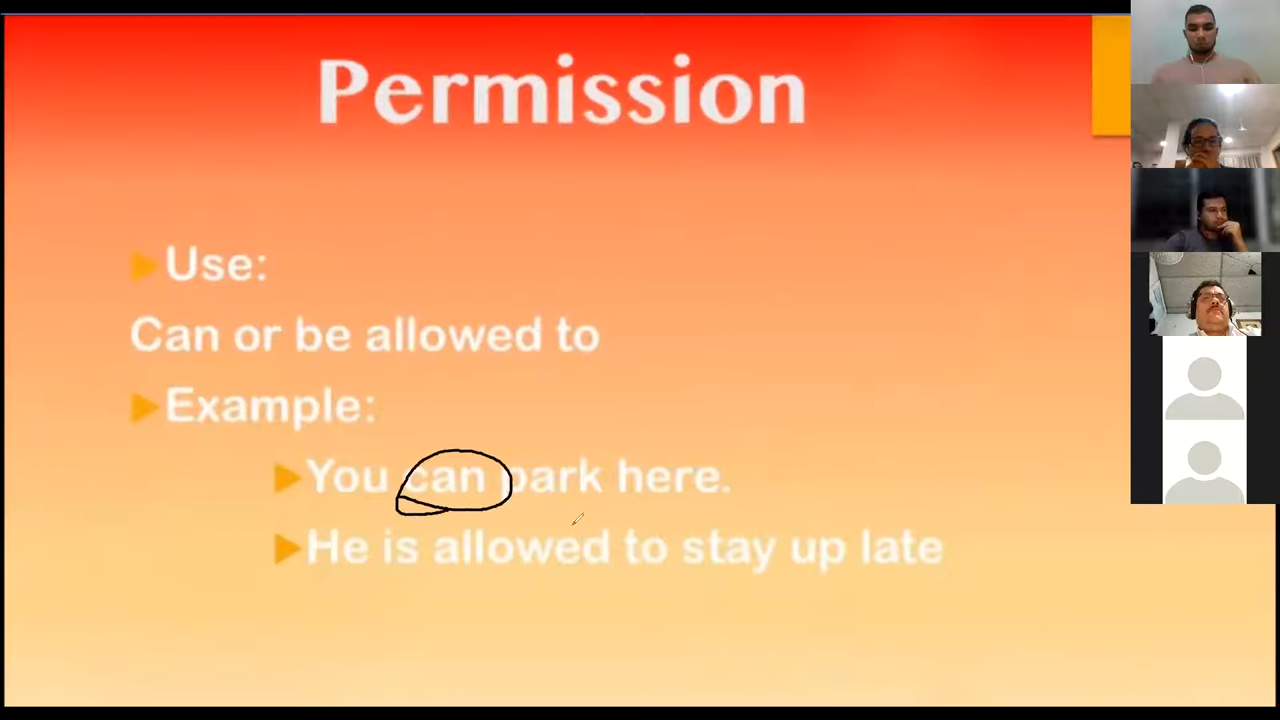 Permission
Use:
Can or be allowed to
Example:
You can park here.
He is allowed to stay up late